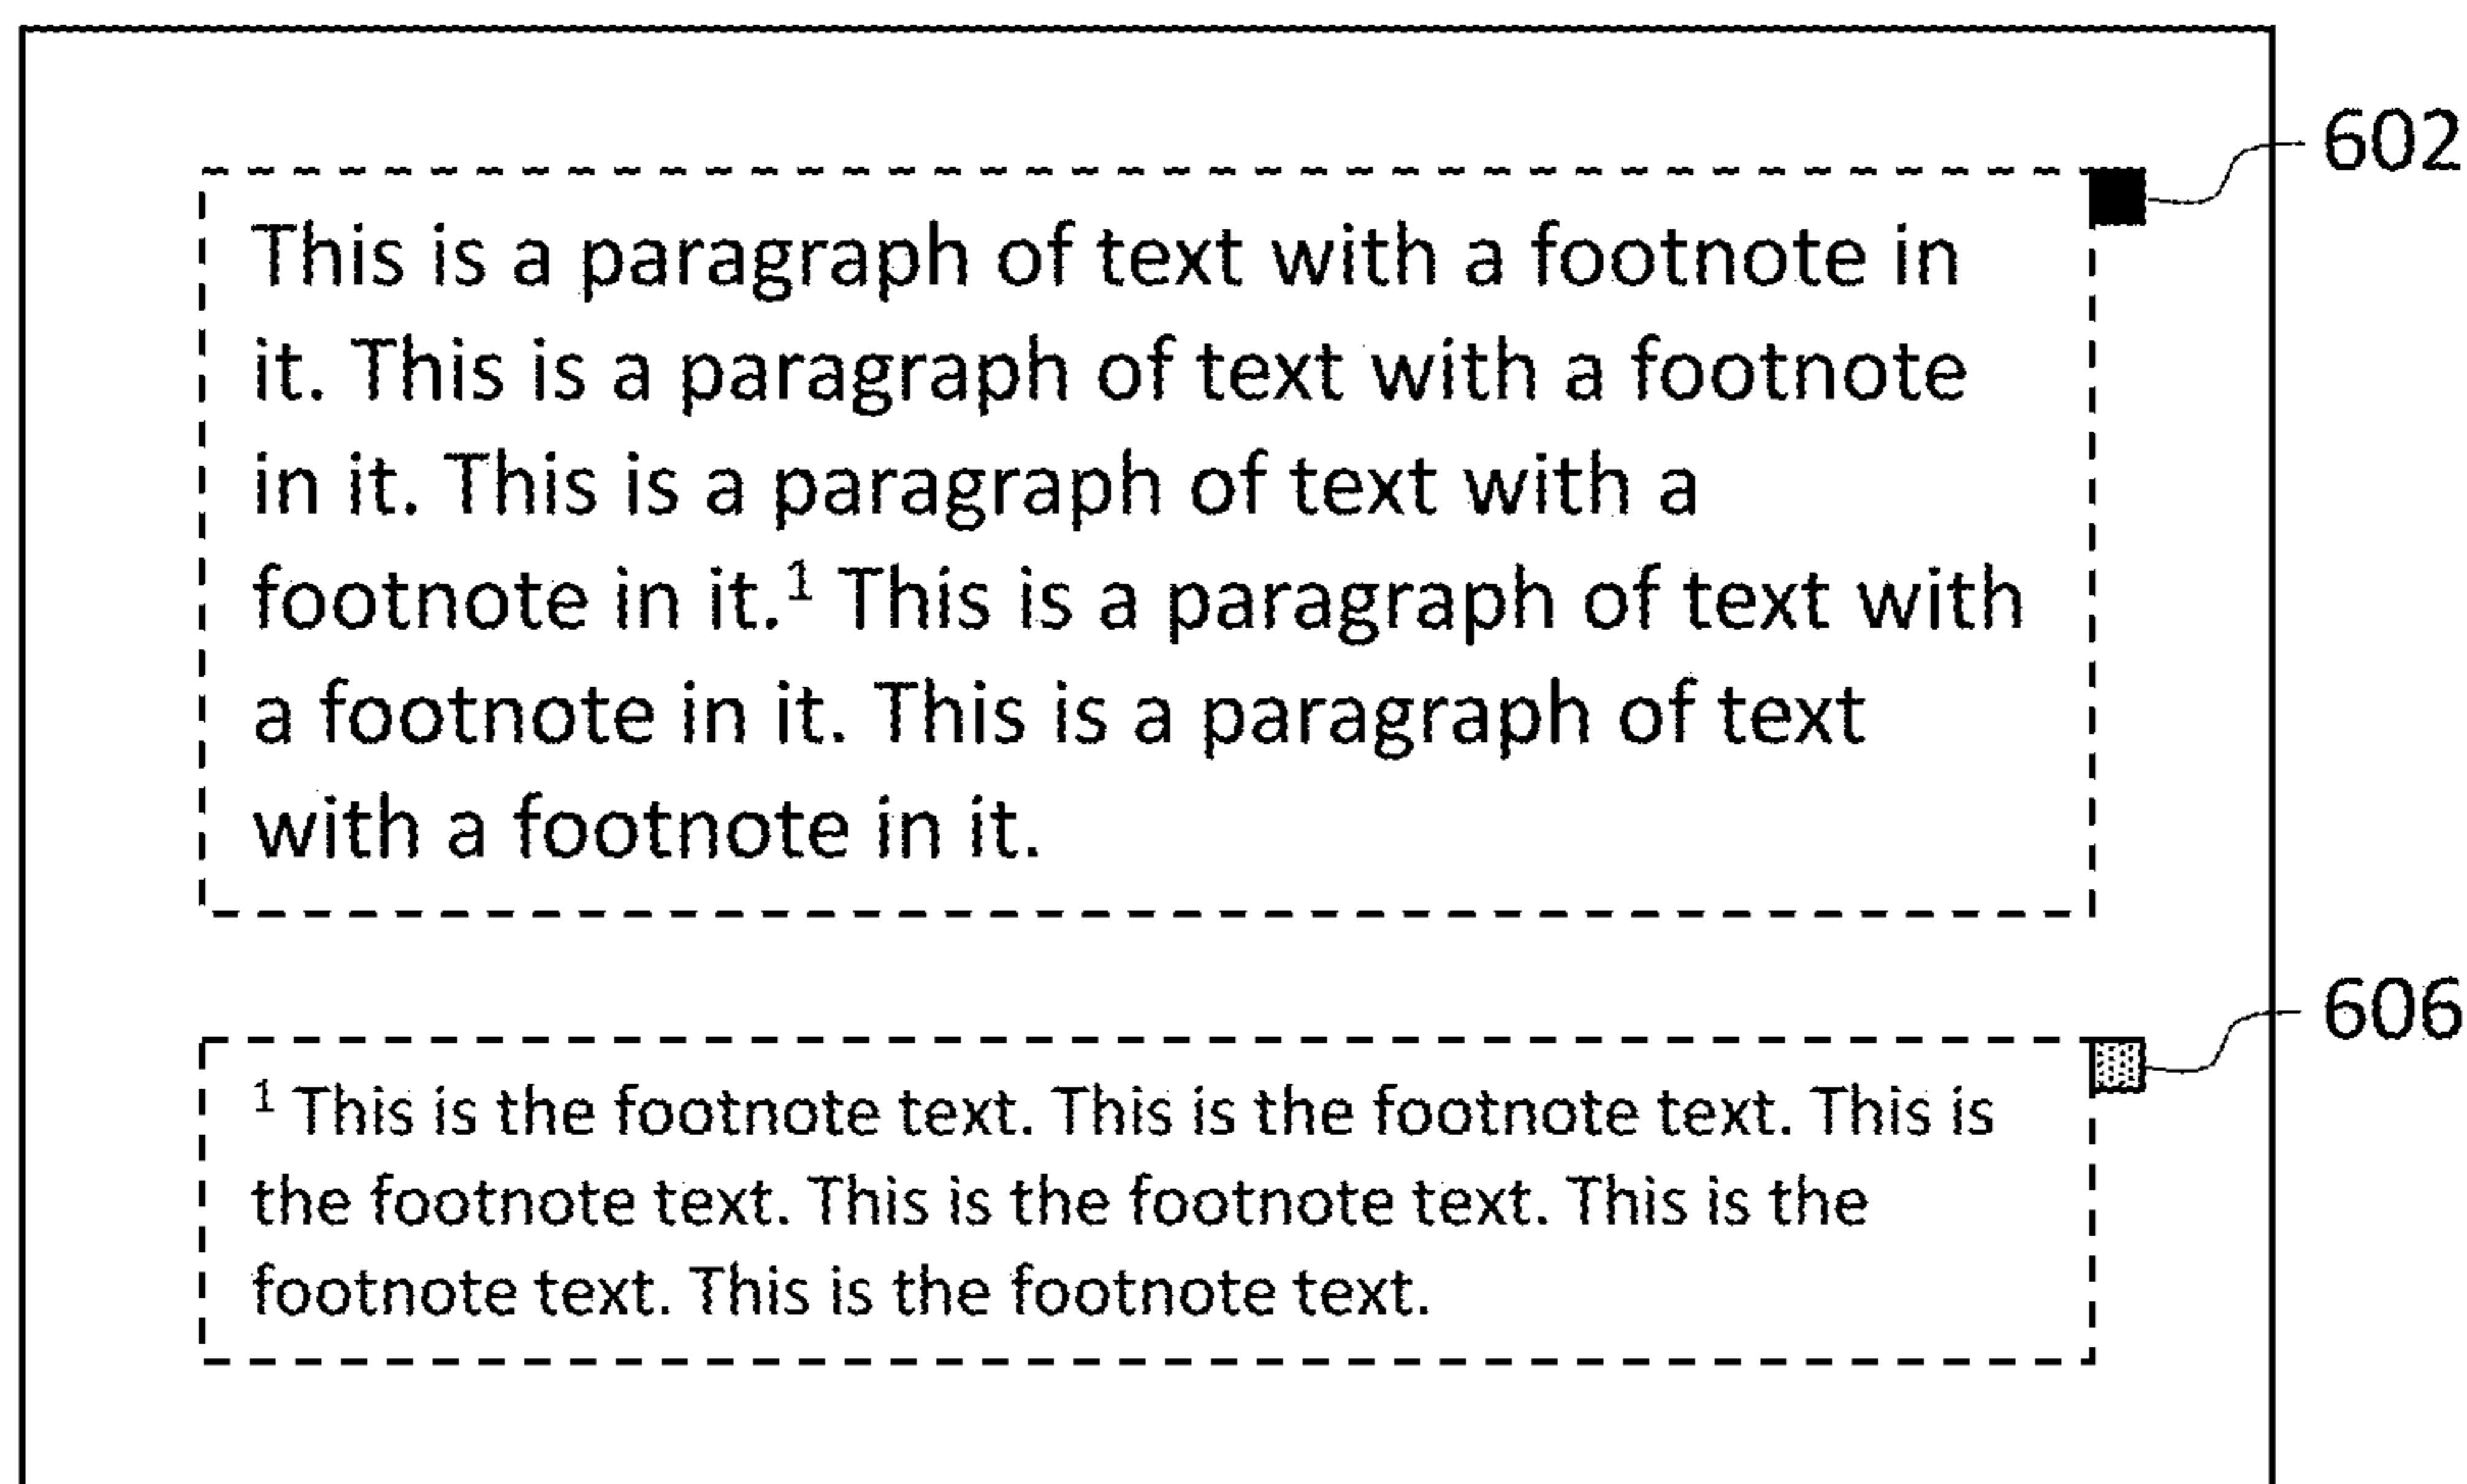 602
This is a paragraph of text with a footnote in
it. This is a paragraph of text with a footnote
in it. This is a paragraph of text with a
footnote in it.¹ This is a paragraph of text with
a footnote in it. This is a paragraph of text
with a footnote in it.
606
¹ This is the footnote text. This is the footnote text. This is
the footnote text. This is the footnote text. This is the
footnote text. This is the footnote text.